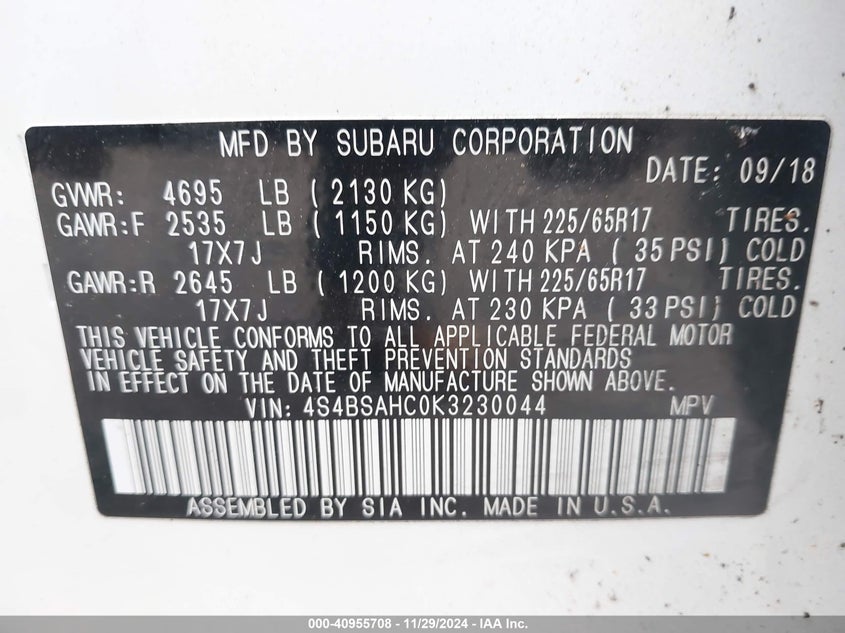 MFD BY SUBARU CORPORATION
DATE: 09/18
GVWR: 4695 LB ( 2130 KG)
GAWR:F 2535 LB ( 1150 KG) WITH 225/65R17 TIRES.
17X7J RIMS. AT 240 KPA ( 35 PSI) COLD
GAWR:R 2645 LB ( 1200 KG) WITH 225/65R17 TIRES.
17X7J RIMS. AT 230 KPA ( 33 PSI) COLD
THIS VEHICLE CONFORMS TO ALL APPLICABLE FEDERAL MOTOR
VEHICLE SAFETY AND THEFT PREVENTION STANDARDS
IN EFFECT ON THE DATE OF MANUFACTURE SHOWN ABOVE.
VIN: 4S4BSAHC0K3230044 MPV
ASSEMBLED BY SIA INC. MADE IN U.S.A.
000-40955708 - 11/29/2024 - IAA Inc.